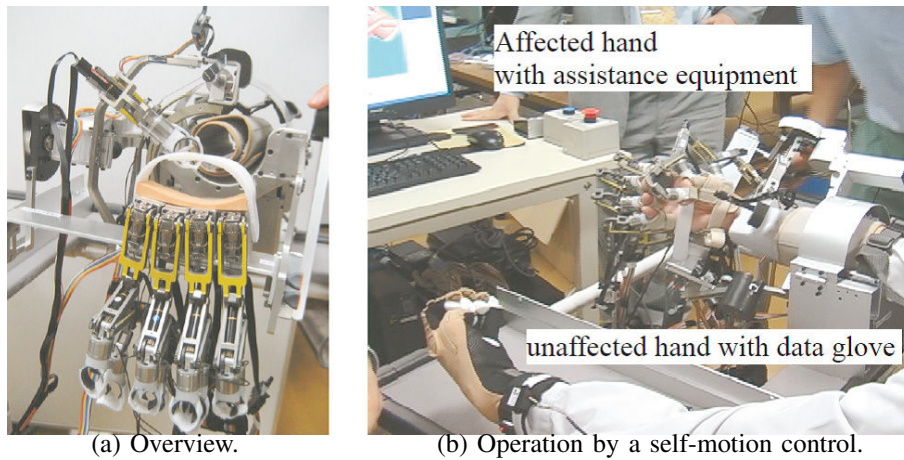 Affected hand
with assistance equipment
unaffected hand with data glove
(a) Overview.
(b) Operation by a self-motion control.